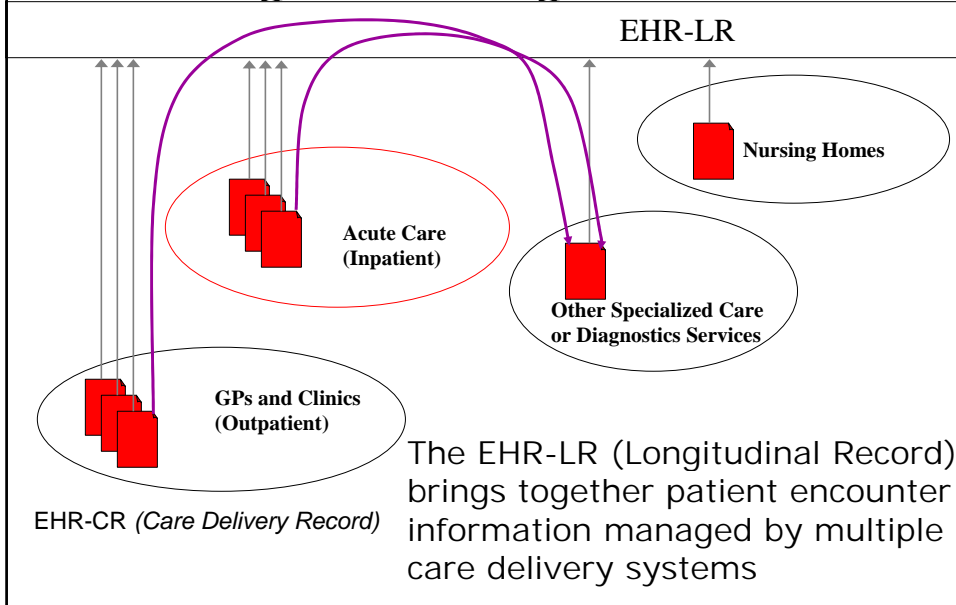 EHR-LR
Nursing Homes
Acute Care
(Inpatient)
Other Specialized Care
or Diagnostics Services
GPs and Clinics
(Outpatient)
EHR-CR (Care Delivery Record)
The EHR-LR (Longitudinal Record)
brings together patient encounter
information managed by multiple
care delivery systems